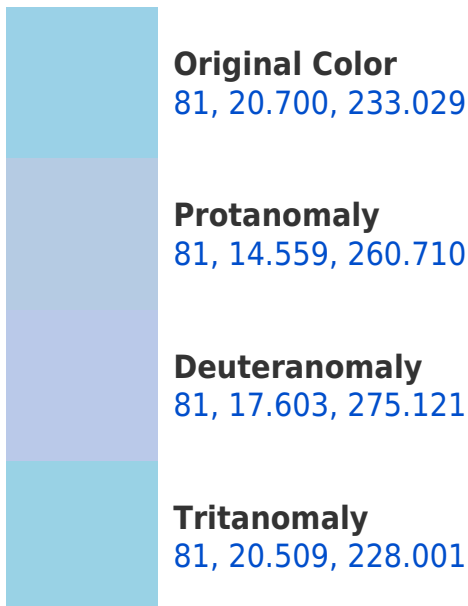 Original Color
81, 20.700, 233.029
Protanomaly
81, 14.559, 260.710
Deuteranomaly
81, 17.603, 275.121
Tritanomaly
81, 20.509, 228.001